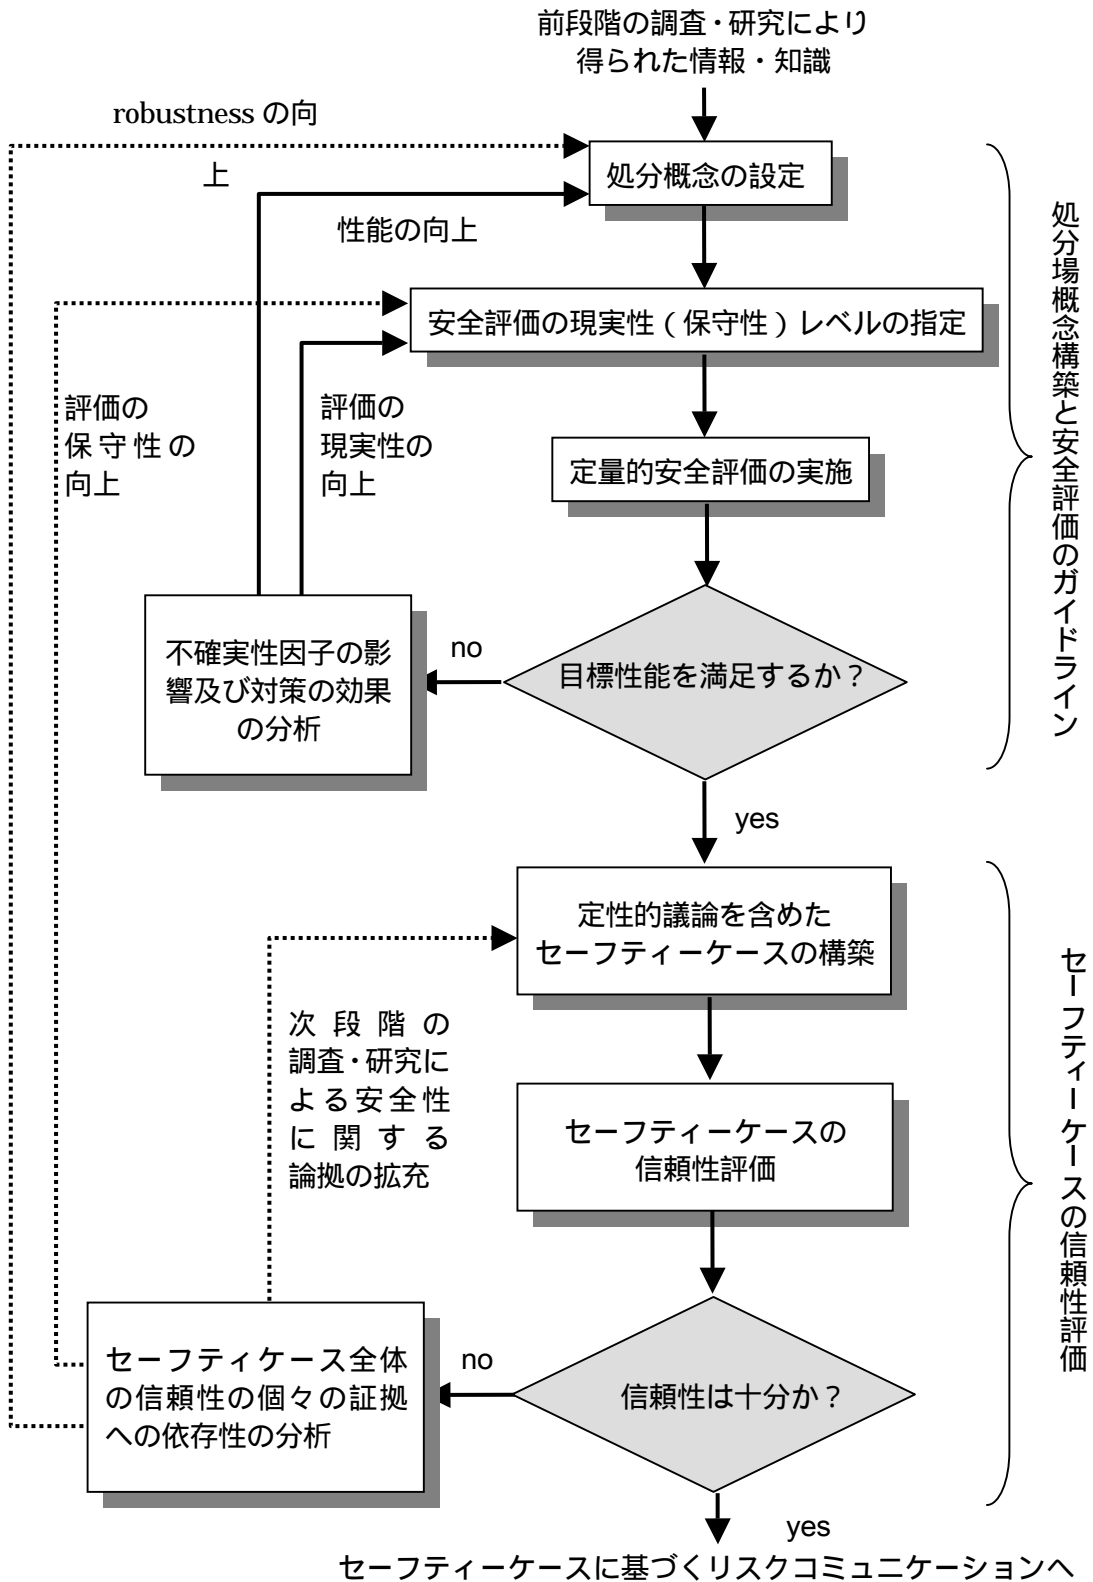 前段階の調査・研究により
得られた情報・知識
robustness の向
上
処分概念の設定
性能の向上
安全評価の現実性（保守性）レベルの指定
評価の
保守性の
向上
評価の
現実性の
向上
定量的安全評価の実施
処分場概念構築と安全評価のガイドライン
不確実性因子の影
響及び対策の効果
の分析
no
目標性能を満足するか？
yes
定性的議論を含めた
セーフティーケースの構築
次段階の
調査・研究に
よる安全性
に関する
論拠の拡充
セーフティーケースの
信頼性評価
セーフティーケースの信頼性評価
セーフティケース全体
の信頼性の個々の証拠
への依存性の分析
no
信頼性は十分か？
yes
セーフティーケースに基づくリスクコミュニケーションへ